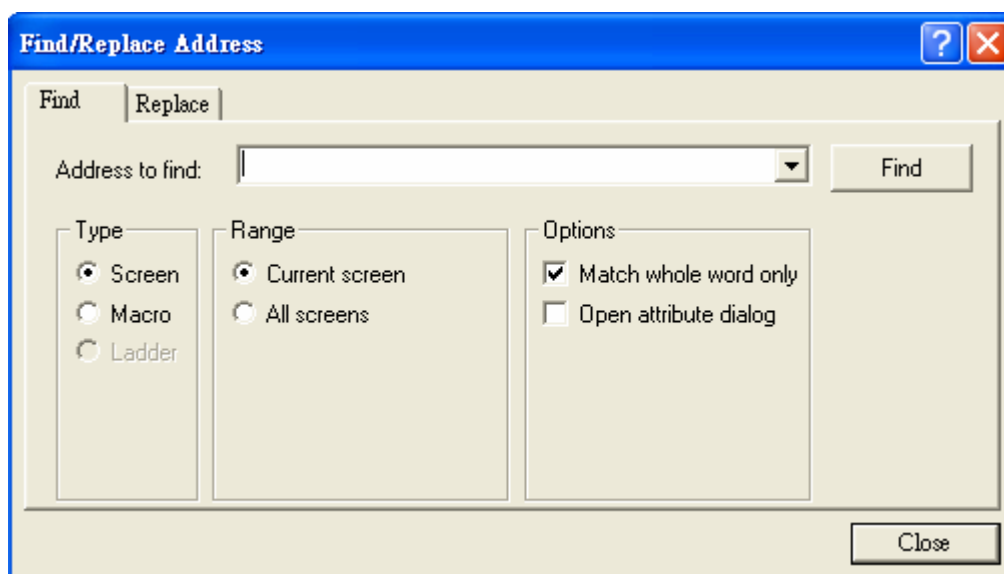 Find/Replace Address
Find Replace
Address to find: Find
Type Range Options
Screen Current screen Match whole word only
Macro All screens Open attribute dialog
Ladder
Close